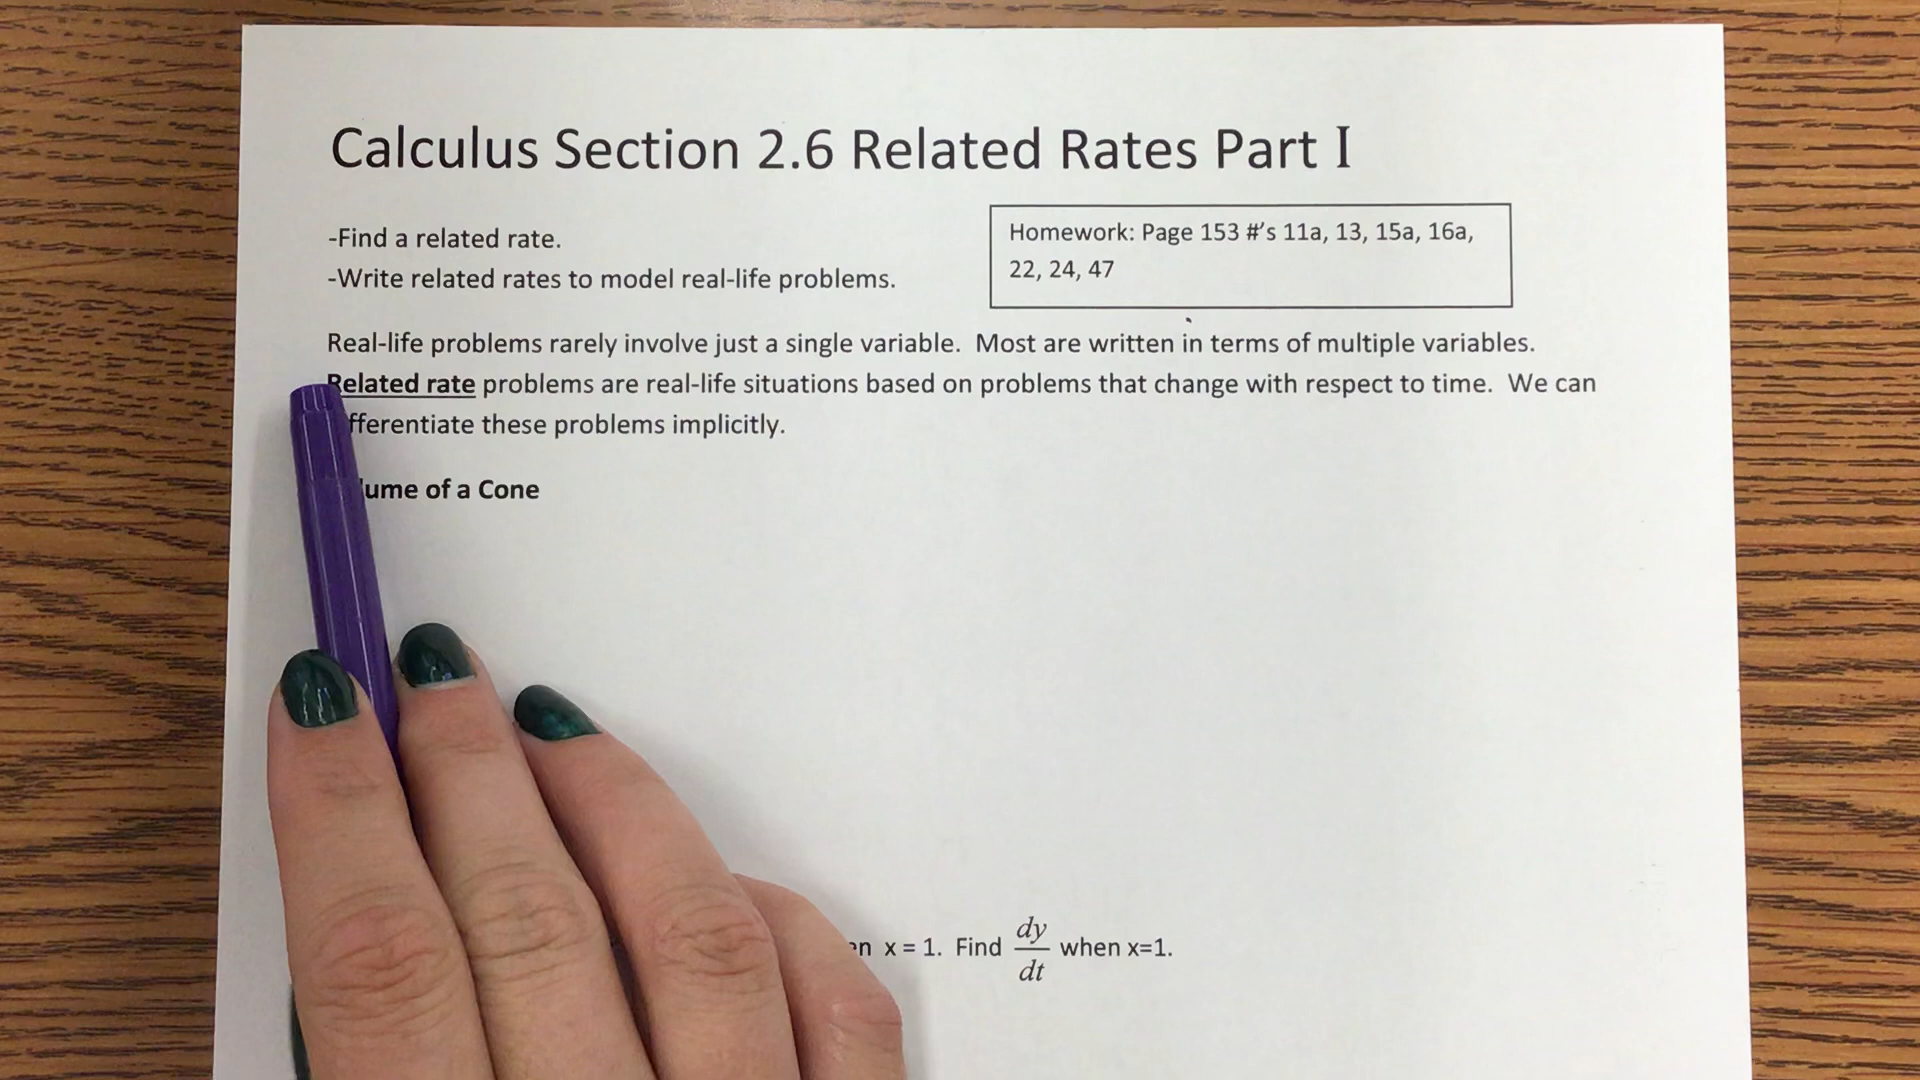 Calculus Section 2.6 Related Rates Part I
-Find a related rate.
-Write related rates to model real-life problems.
Homework: Page 153 #'s 11a, 13, 15a, 16a,
22, 24, 47
Real-life problems rarely involve just a single variable.  Most are written in terms of multiple variables.
Related rate problems are real-life situations based on problems that change with respect to time.  We can
these problems implicitly.
of a Cone
x = 1.  Find dy/dt when x=1.